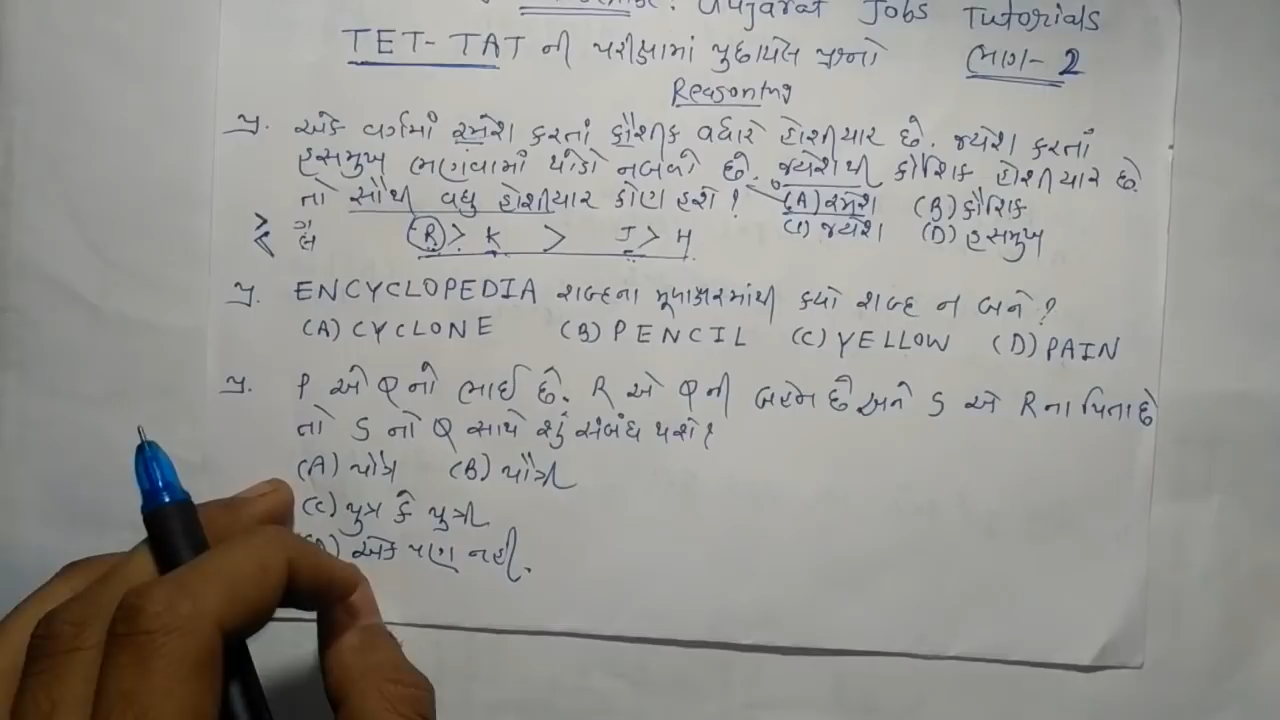 Gujarat Jobs Tutorials
TET-TAT ની પરીક્ષામાં પુછાયેલ પ્રશ્નો ભાગ-2
Reasoning
પ્ર. એક વર્ગમાં રમેશ કરતાં કૌશીક વધારે હોશીયાર છે. જયેશ કરતાં
હસમુખ ભણવામાં થોડો નબળો છે. જયેશથી કૌશિક હોશીયાર છે.
તો સૌથી વધુ હોશીયાર કોણ હશે? (A) રમેશ (B) કૌશિક
(C) જયેશ (D) હસમુખ
R > K > J > H
પ્ર. ENCYCLOPEDIA શબ્દના મૂળાક્ષરમાંથી કયો શબ્દ ન બને?
(A) CYCLONE (B) PENCIL (C) YELLOW (D) PAIN
પ્ર. P એ Q નો ભાઈ છે. R એ Q ની બહેન છે અને S એ R ના પિતા છે
તો S નો Q સાથે શું સંબંધ થશે?
(A) પૌત્ર (B) પૌત્રી
(C) પુત્ર કે પુત્રી
(D) એક પણ નહી.